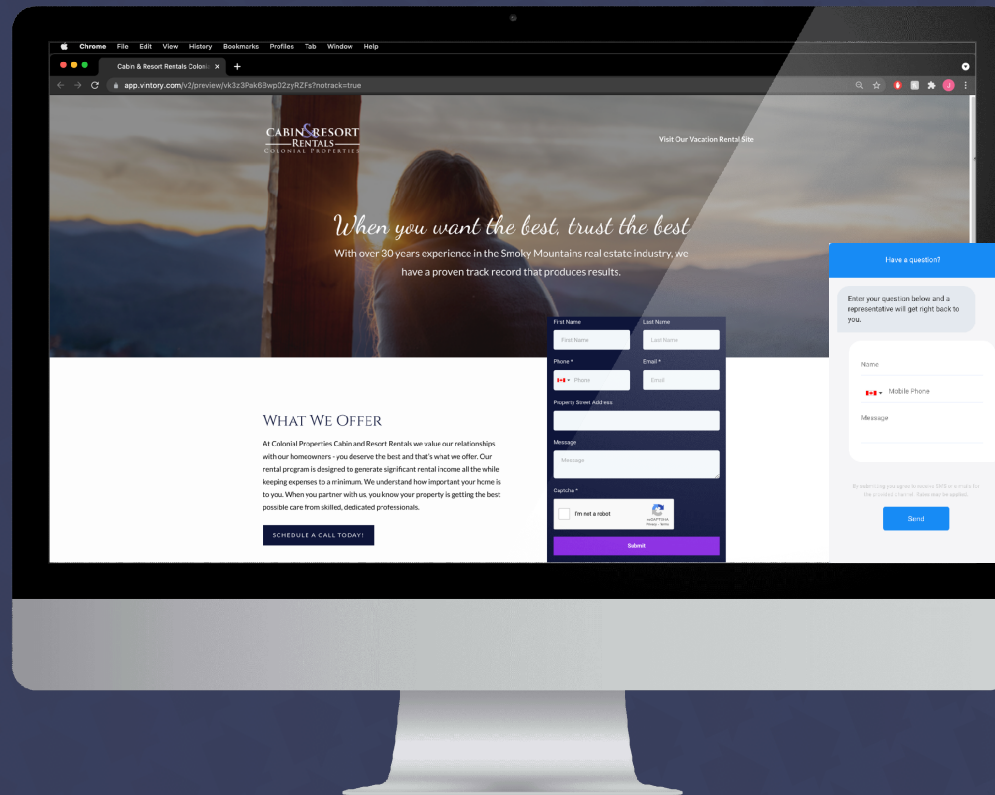 Chrome File Edit View History Bookmarks Profiles Tab Window Help
Cabin & Resort Rentals Colonia
app.vintory.com/v2/preview/
CABIN & RESORT
RENTALS
COLONIAL PROPERTIES
Visit Our Vacation Rental Site
When you want the best, trust the best
With over 30 years experience in the Smoky Mountains real estate industry, we
have a proven track record that produces results.
First Name Last Name
First Name Last Name
Phone * Email *
Phone Email
Property Street Address
Message
Message
Captcha *
I'm not a robot
reCAPTCHA
Privacy - Terms
Submit
WHAT WE OFFER
At Colonial Properties Cabin and Resort Rentals we value our relationships
with our homeowners - you deserve the best and that's what we offer. Our
rental program is designed to generate significant rental income all the while
keeping expenses to a minimum. We understand how important your home is
to you. When you partner with us, you know your property is getting the best
possible care from skilled, dedicated professionals.
SCHEDULE A CALL TODAY!
Have a question?
Enter your question below and a
representative will get right back to
you.
Name
Mobile Phone
Message
Send